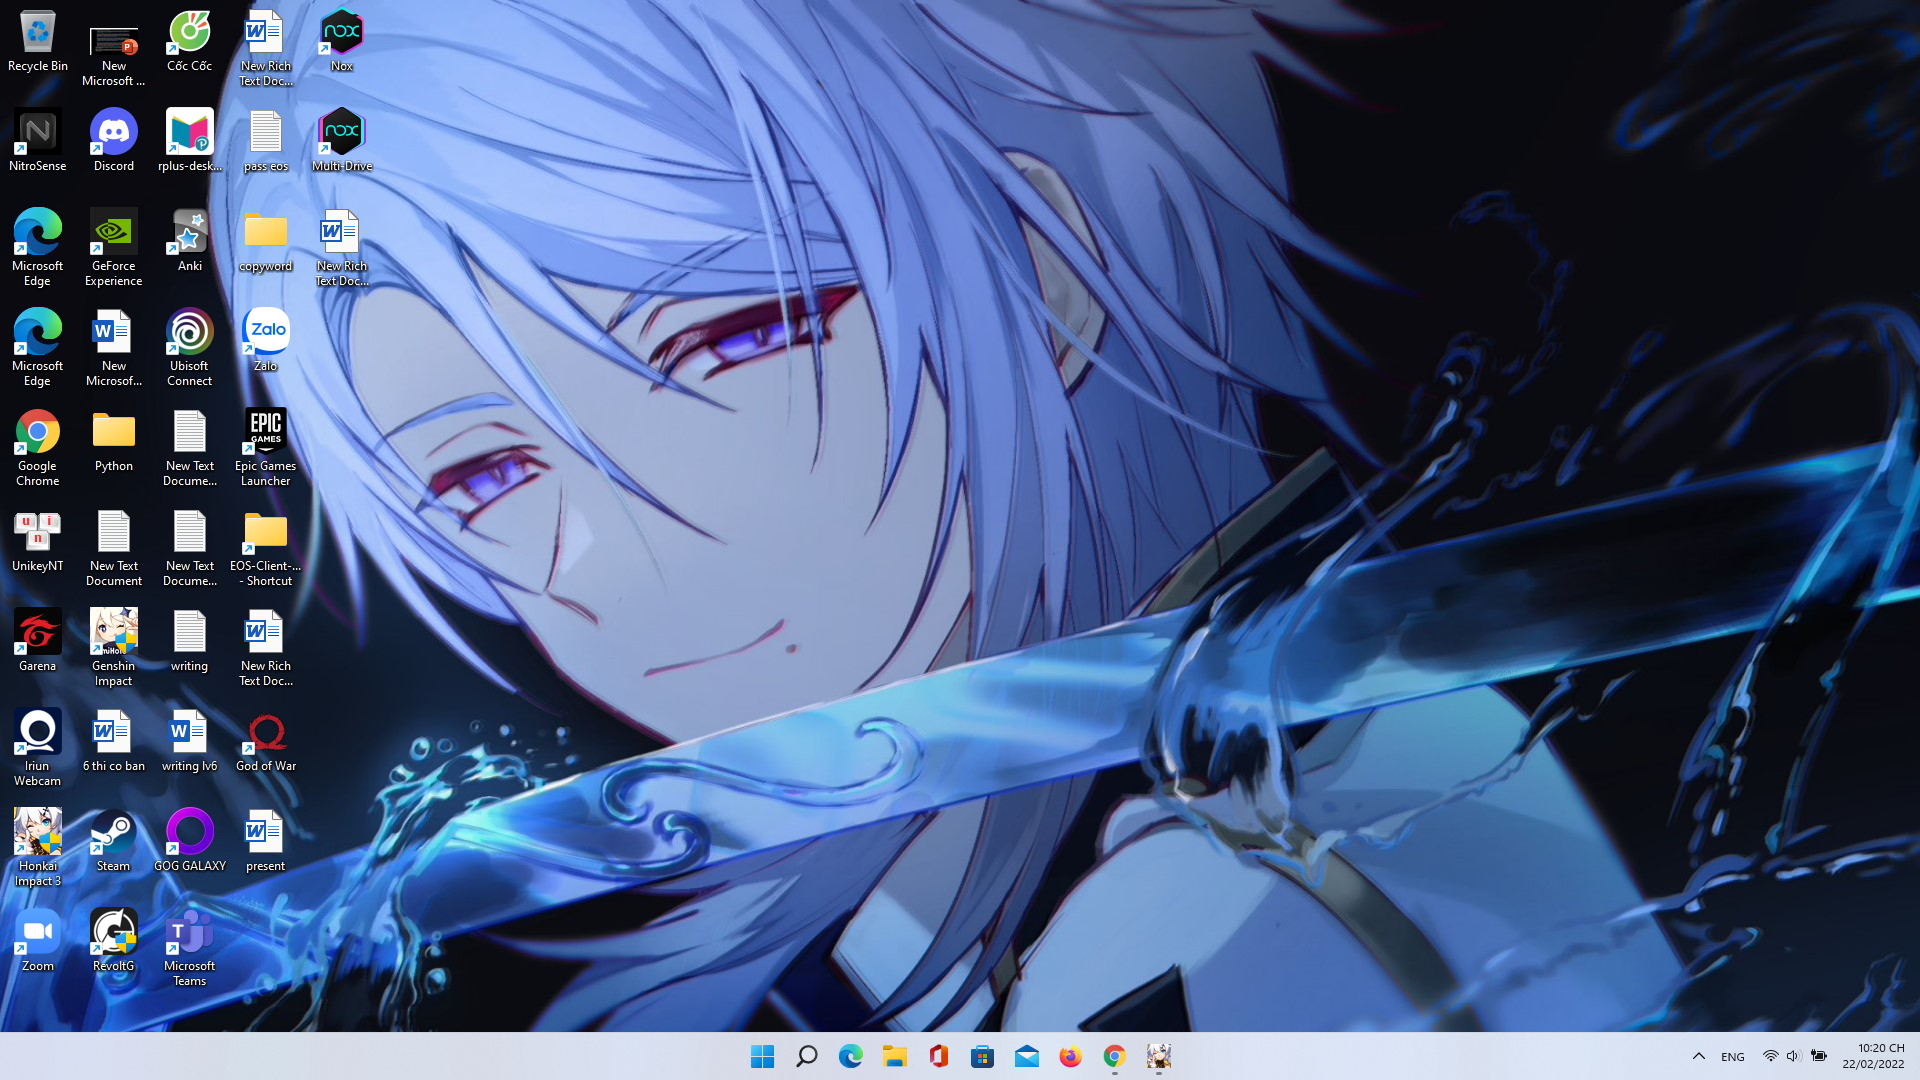 Recycle Bin
New
Microsoft ...
Cốc Cốc
New Rich
Text Doc...
nox
Nox
NitroSense
Discord
rplus-desk...
pass eos
nox
Multi-Drive
Microsoft
Edge
GeForce
Experience
Anki
copyword
New Rich
Text Doc...
Microsoft
Edge
New
Microsof...
Ubisoft
Connect
Zalo
Zalo
Google
Chrome
Python
New Text
Docume...
EPIC
GAMES
Epic Games
Launcher
u i
n
UnikeyNT
New Text
Document
New Text
Docume...
EOS-Client-...
- Shortcut
Garena
Genshin
Impact
writing
New Rich
Text Doc...
Iriun
Webcam
6 thi co ban
writing lv6
God of War
Honkai
Impact 3
Steam
GOG GALAXY
present
Zoom
RevoltG
Microsoft
Teams
ENG
10:20 CH
22/02/2022